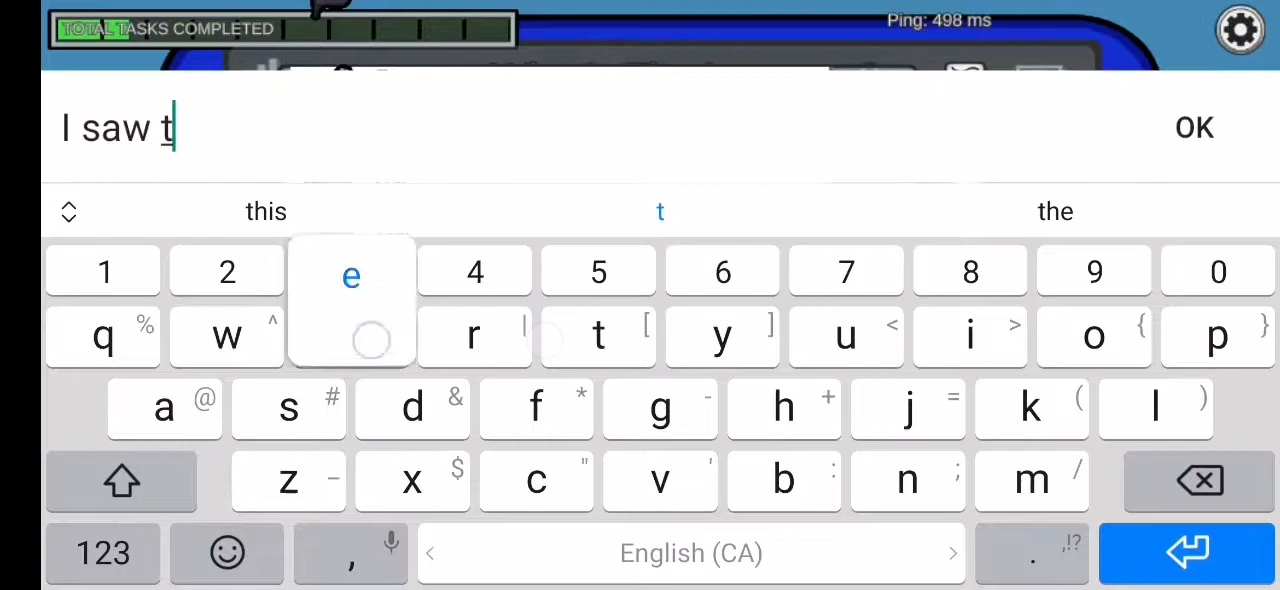 TOTAL TASKS COMPLETED
Ping: 498 ms
I saw t
OK
this t the
1 2 e 4 5 6 7 8 9 0
q % w ^ r | t [ y ] u < i > o { p }
a @ s # d & f * g - h + j = k ( l )
z _ x $ c " v ' b : n ; m /
123 , < English (CA) > . ,!?